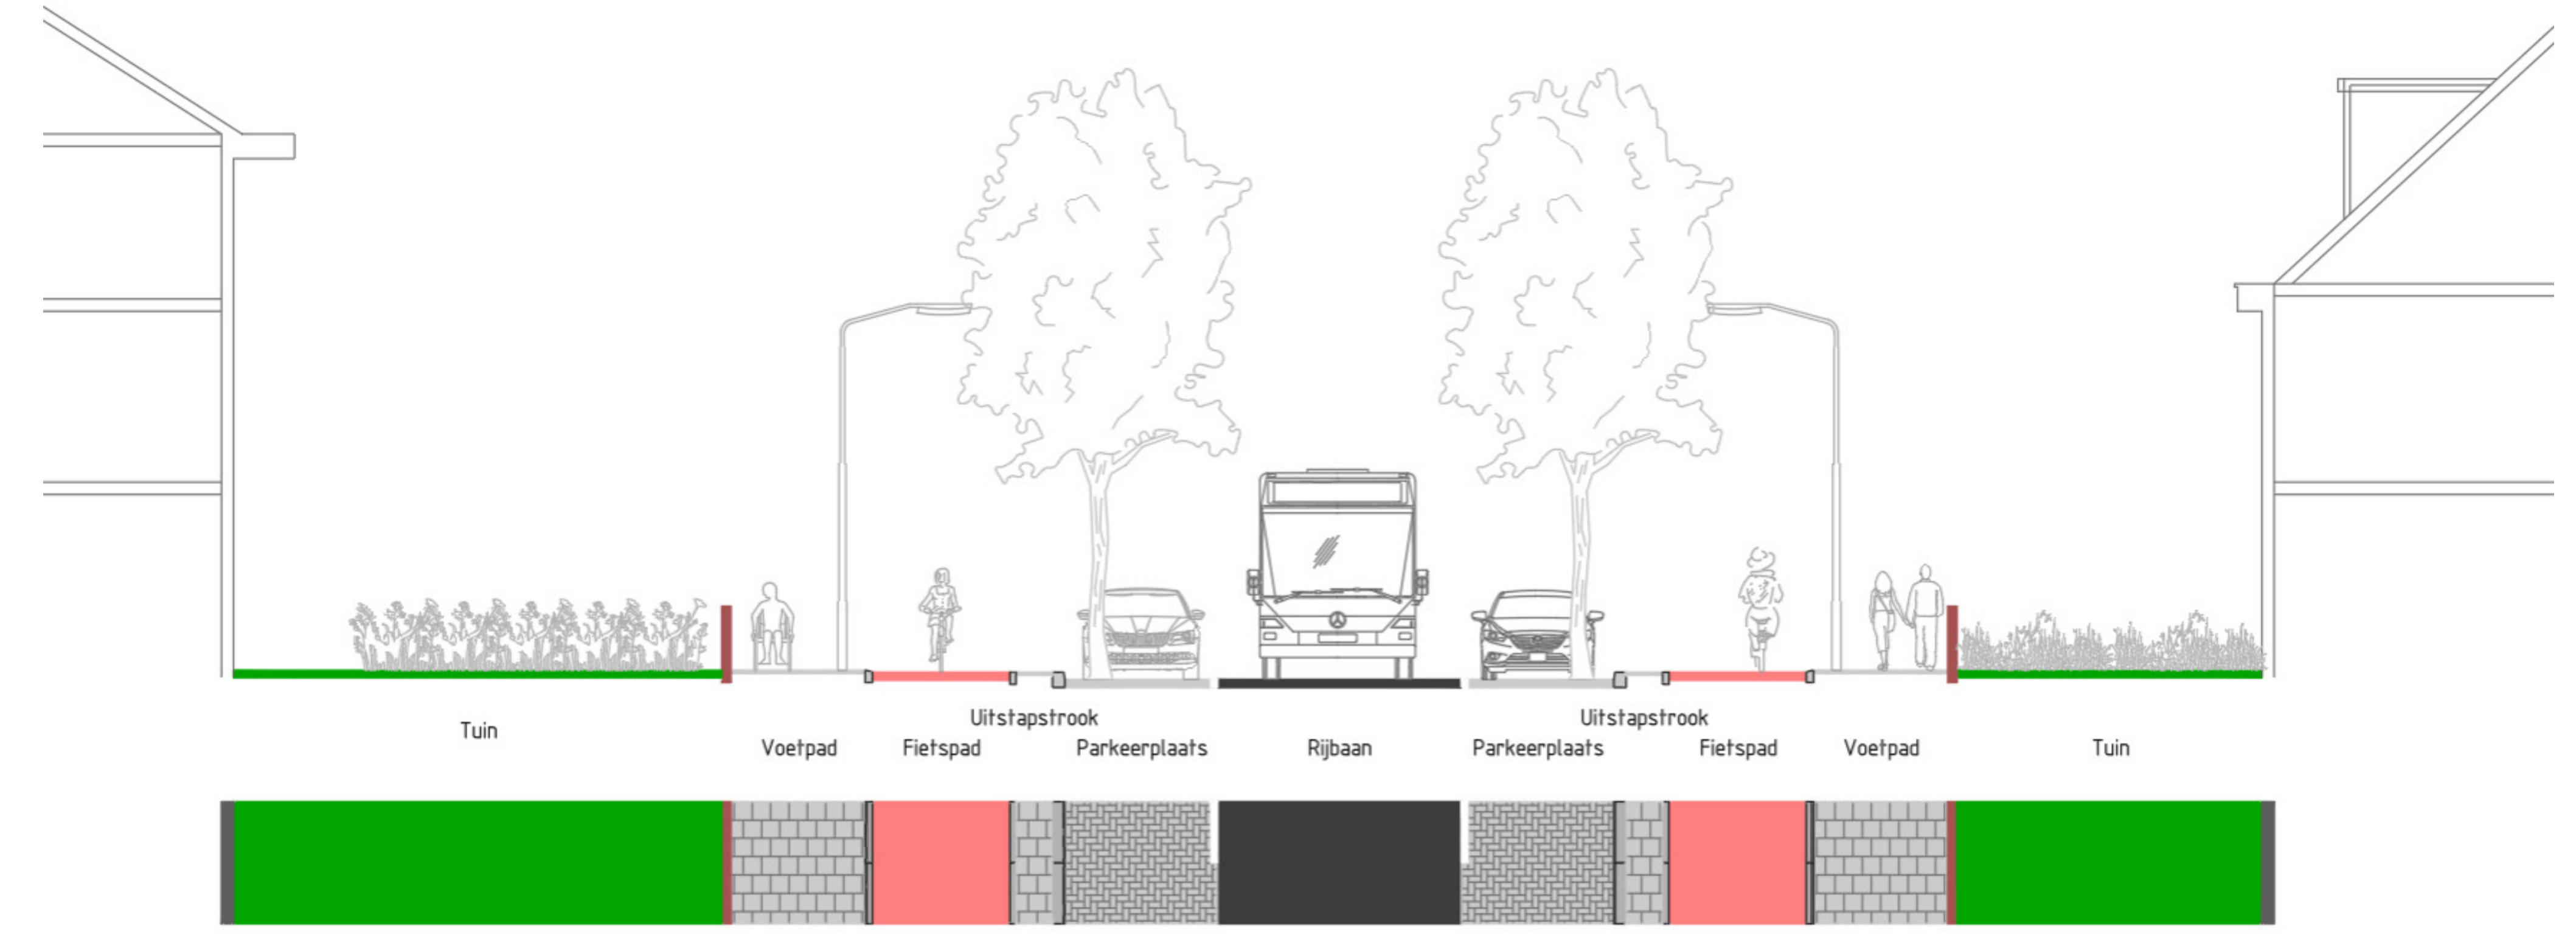 Uitstapstrook Uitstapstrook
Tuin
Voetpad Fietspad Parkeerplaats Rijbaan Parkeerplaats Fietspad Voetpad Tuin